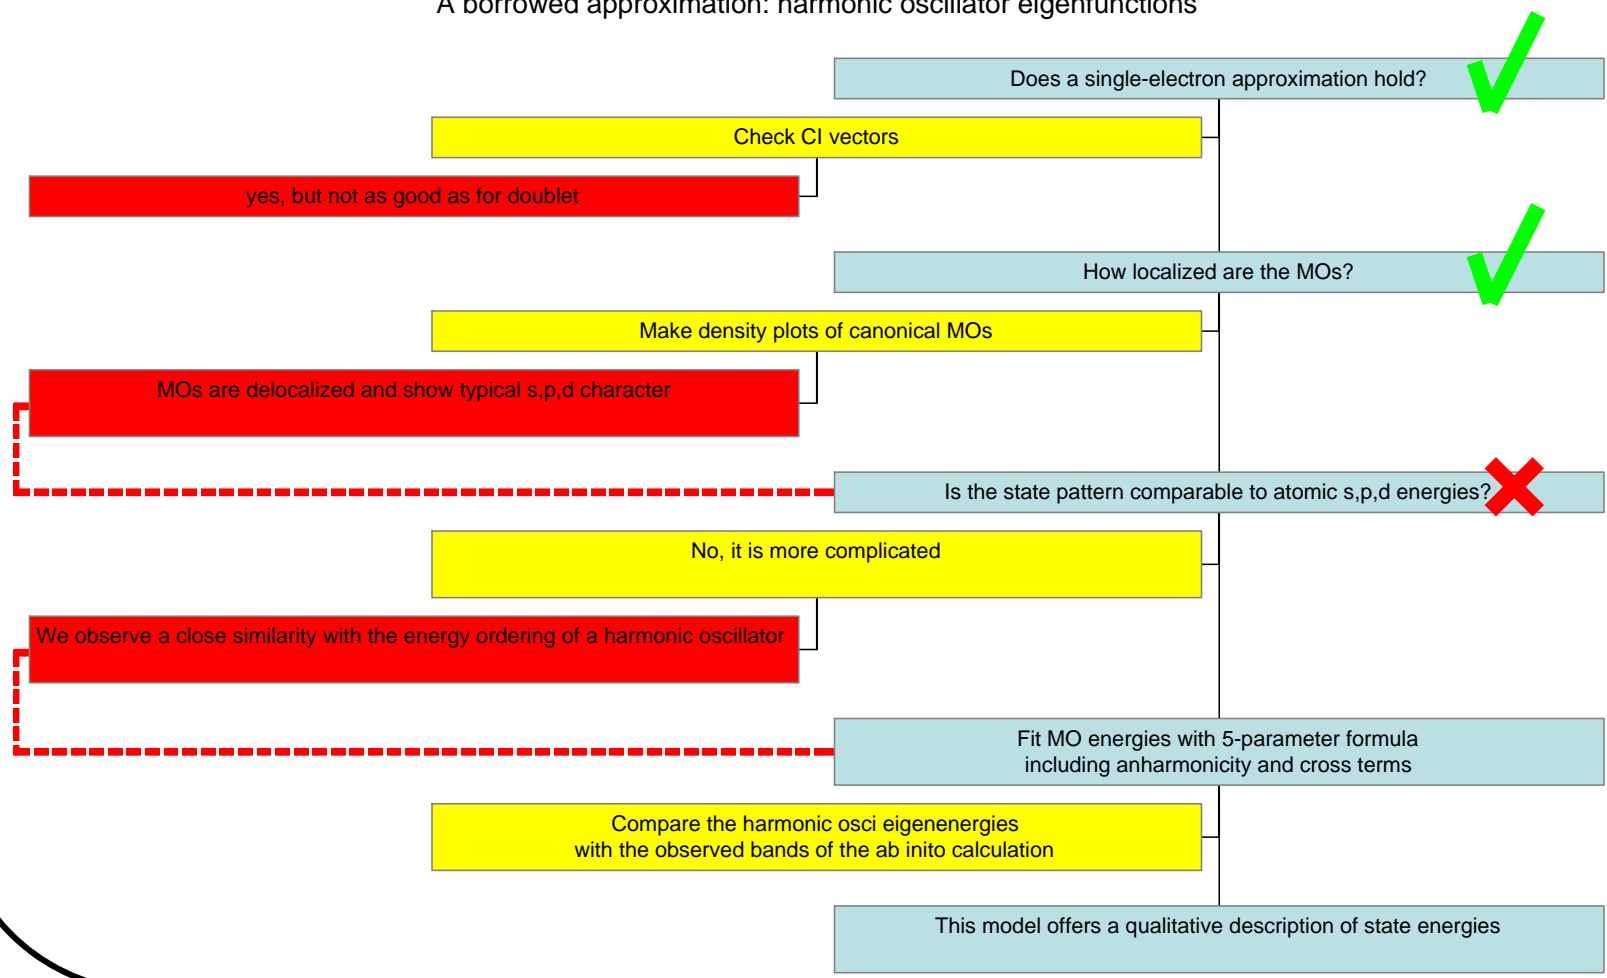 A borrowed approximation: harmonic oscillator eigenfunctions
Does a single-electron approximation hold?
Check CI vectors
yes, but not as good as for doublet
How localized are the MOs?
Make density plots of canonical MOs
MOs are delocalized and show typical s,p,d character
Is the state pattern comparable to atomic s,p,d energies?
No, it is more complicated
We observe a close similarity with the energy ordering of a harmonic oscillator
Fit MO energies with 5-parameter formula
including anharmonicity and cross terms
Compare the harmonic osci eigenenergies
with the observed bands of the ab inito calculation
This model offers a qualitative description of state energies